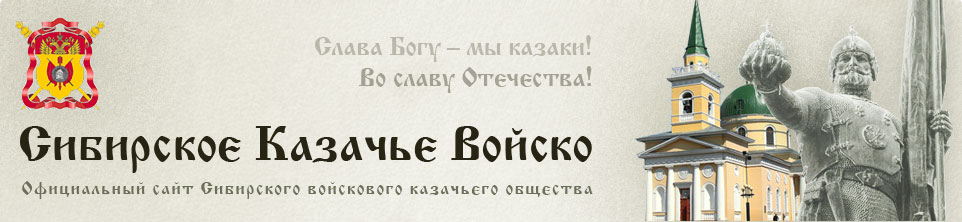 Слава Богу – мы казаки!
Во славу Отечества!
Сибирское Казачье Войско
Официальный сайт Сибирского войскового казачьего общества